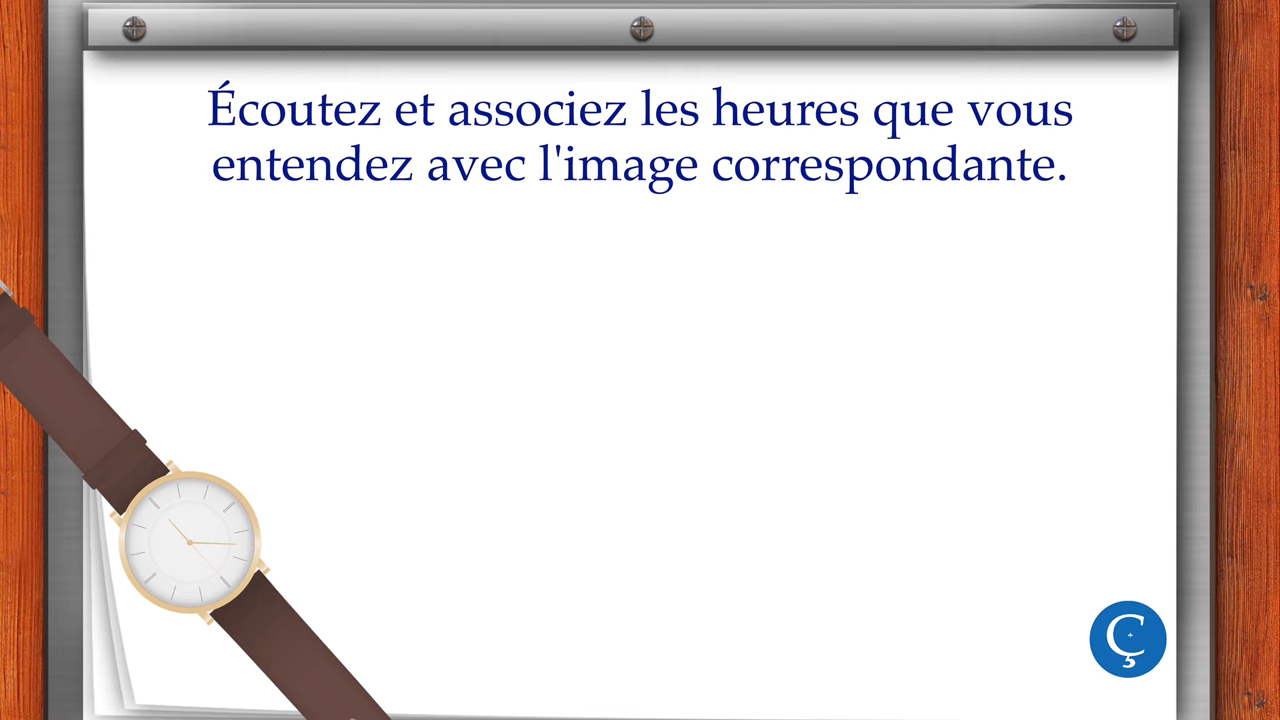 Écoutez et associez les heures que vous
entendez avec l'image correspondante.
Ç